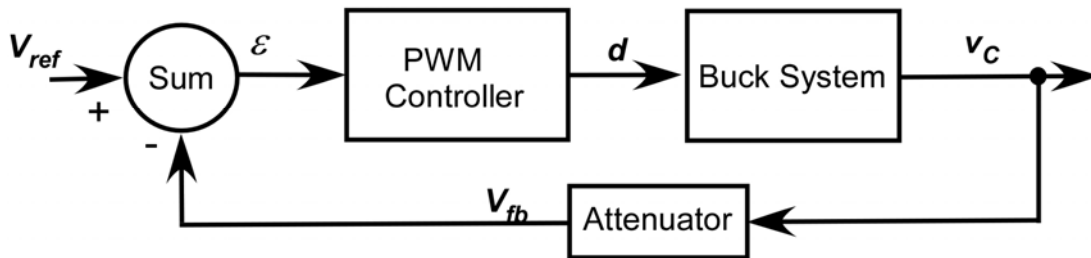 V_ref
+
-
Sum
ε
PWM
Controller
d
Buck System
v_C
V_fb
Attenuator